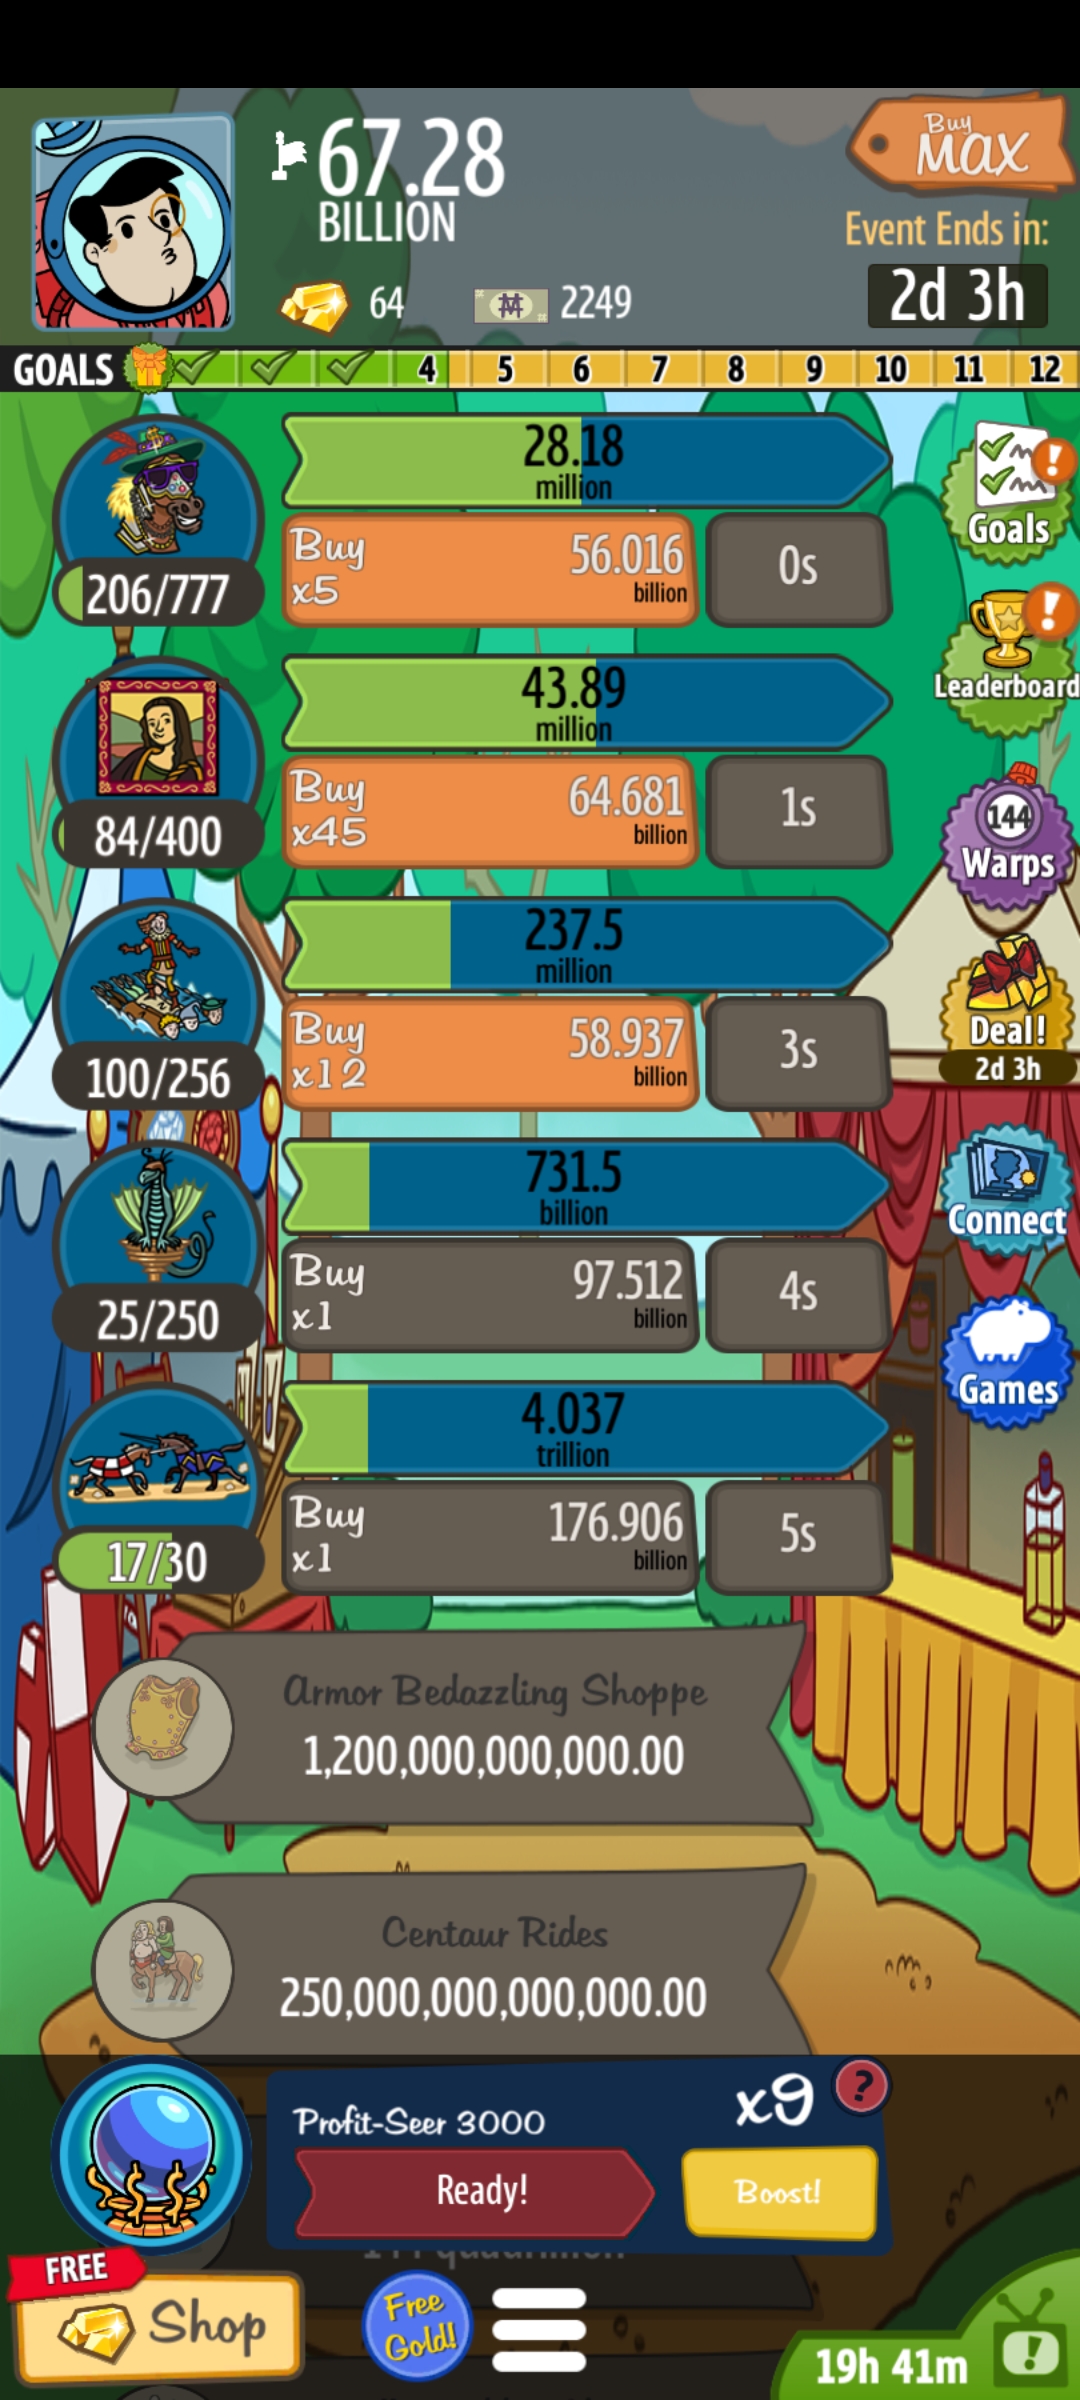 67.28
BILLION
Buy
MAX
Event Ends in:
2d 3h
64
2249
GOALS
4 5 6 7 8 9 10 11 12
28.18
million
Buy
x5
56.016
billion
0s
206/777
Goals
43.89
million
Leaderboard
Buy
x45
64.681
billion
1s
84/400
144
Warps
237.5
million
Buy
x12
58.937
billion
3s
100/256
Deal!
2d 3h
731.5
billion
Buy
x1
97.512
billion
4s
25/250
Connect
4.037
trillion
Games
Buy
x1
176.906
billion
5s
17/30
Armor Bedazzling Shoppe
1,200,000,000,000.00
Centaur Rides
250,000,000,000,000.00
Profit-Seer 3000
x9
?
Ready!
Boost!
FREE
Shop
Free
Gold!
19h 41m